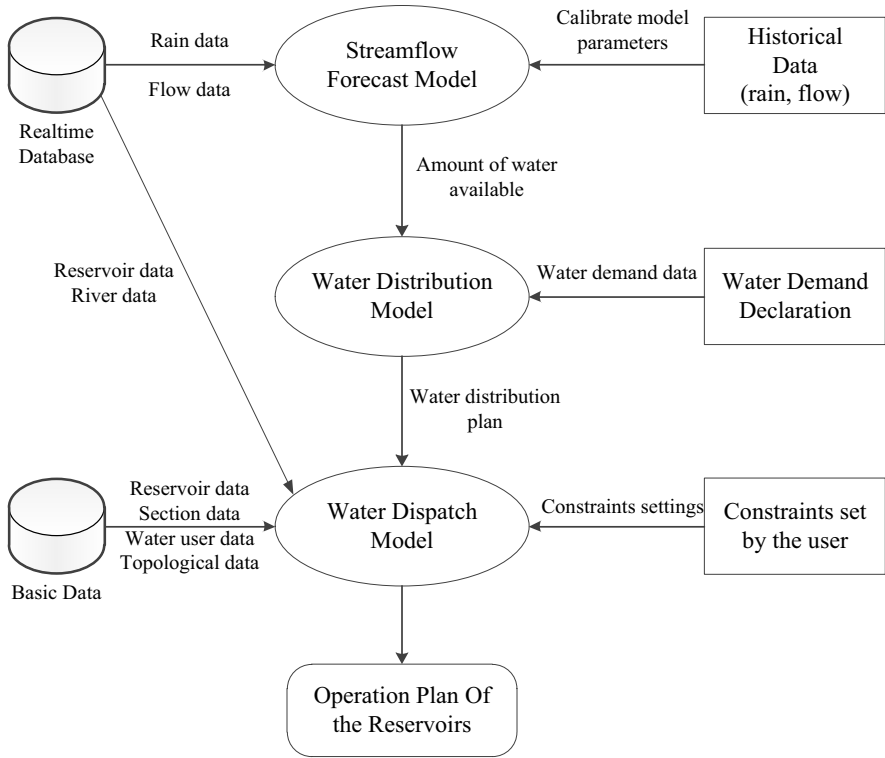 Rain data
Flow data
Realtime
Database
Streamflow
Forecast Model
Calibrate model
parameters
Historical
Data
(rain, flow)
Amount of water
available
Reservoir data
River data
Water Distribution
Model
Water demand data
Water Demand
Declaration
Water distribution
plan
Reservoir data
Section data
Water user data
Topological data
Basic Data
Water Dispatch
Model
Constraints settings
Constraints set
by the user
Operation Plan Of
the Reservoirs